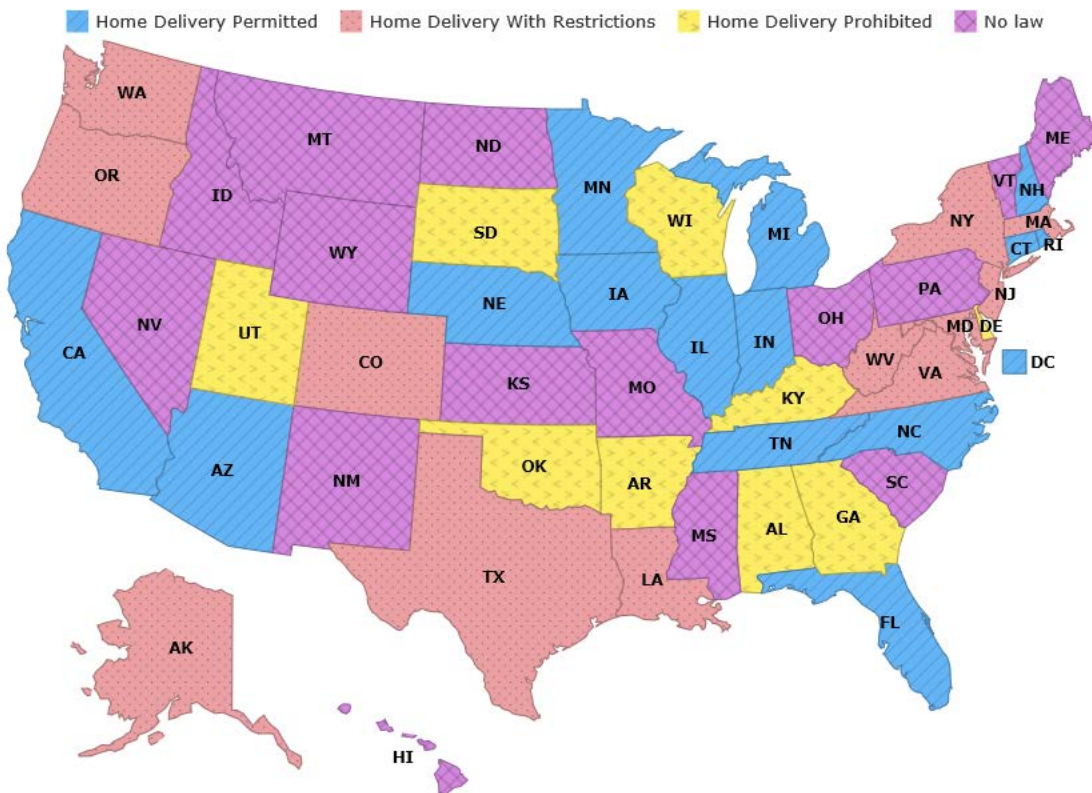 Home Delivery Permitted Home Delivery With Restrictions Home Delivery Prohibited No law
WA
MT
ND
ME
OR
ID
MN
VT
NH
SD
WI
NY
MA
WY
MI
CT
RI
NE
IA
PA
NJ
NV
UT
OH
MD
DE
CA
CO
IL
IN
WV
DC
KS
MO
VA
KY
AZ
NM
OK
TN
NC
AR
SC
MS
AL
GA
TX
LA
FL
AK
HI